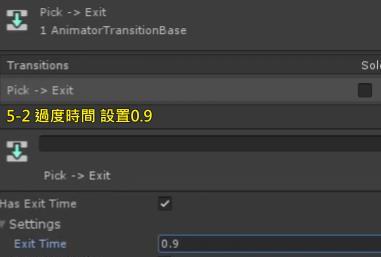 Pick -> Exit
1 AnimatorTransitionBase
Transitions
Pick -> Exit
5-2 過度時間 設置0.9
Pick -> Exit
Has Exit Time
Settings
Exit Time 0.9